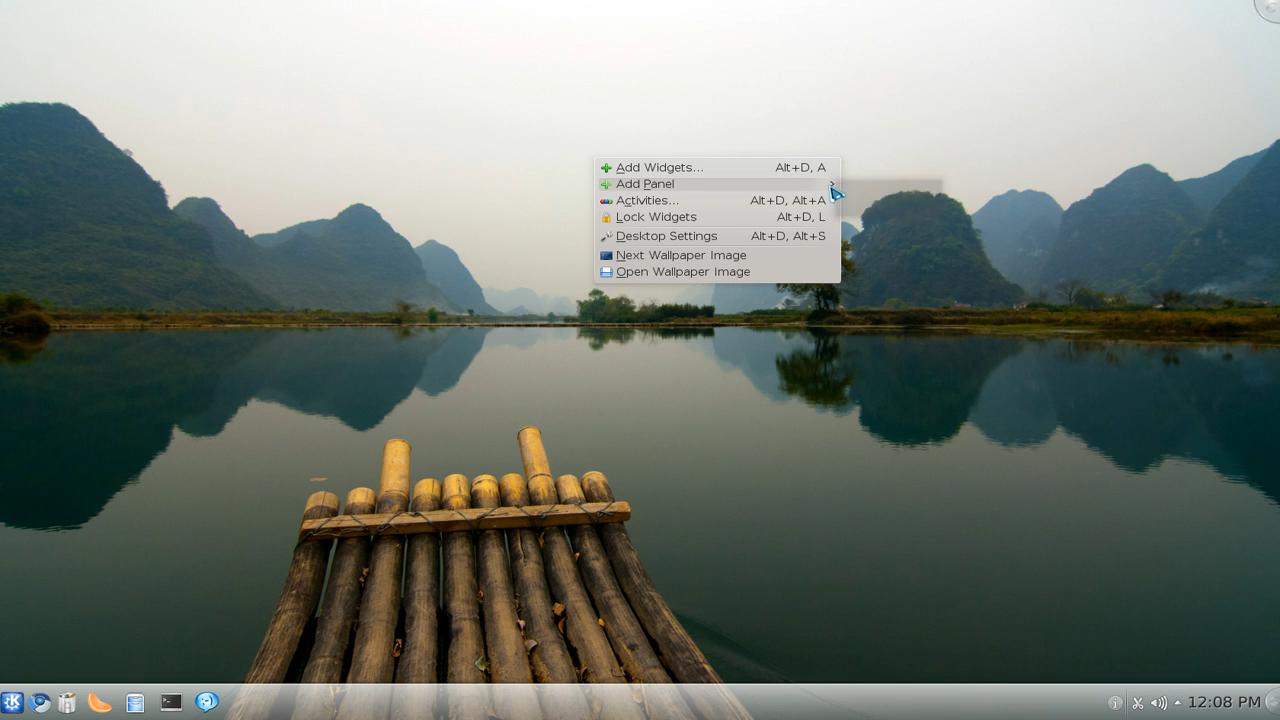 Add Widgets... Alt+D, A
Add Panel
Activities... Alt+D, Alt+A
Lock Widgets Alt+D, L
Desktop Settings Alt+D, Alt+S
Next Wallpaper Image
Open Wallpaper Image
12:08 PM